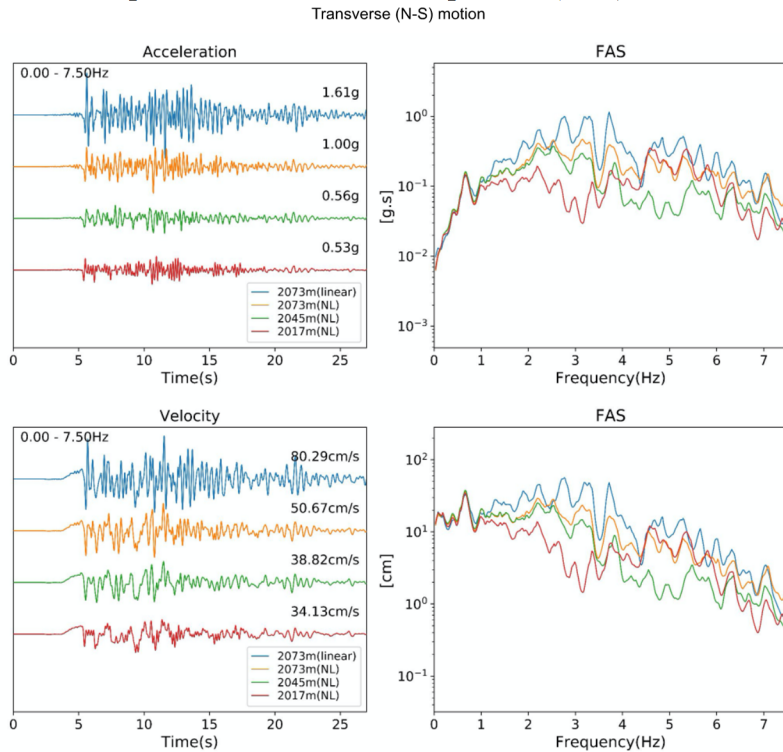 Transverse (N-S) motion
Acceleration
0.00 - 7.50Hz
1.61g
1.00g
0.56g
0.53g
2073m(linear)
2073m(NL)
2045m(NL)
2017m(NL)
0 5 10 15 20 25
Time(s)
FAS
[g.s]
10⁰
10⁻¹
10⁻²
10⁻³
0 1 2 3 4 5 6 7
Frequency(Hz)
Velocity
0.00 - 7.50Hz
80.29cm/s
50.67cm/s
38.82cm/s
34.13cm/s
2073m(linear)
2073m(NL)
2045m(NL)
2017m(NL)
0 5 10 15 20 25
Time(s)
FAS
[cm]
10²
10¹
10⁰
10⁻¹
0 1 2 3 4 5 6 7
Frequency(Hz)